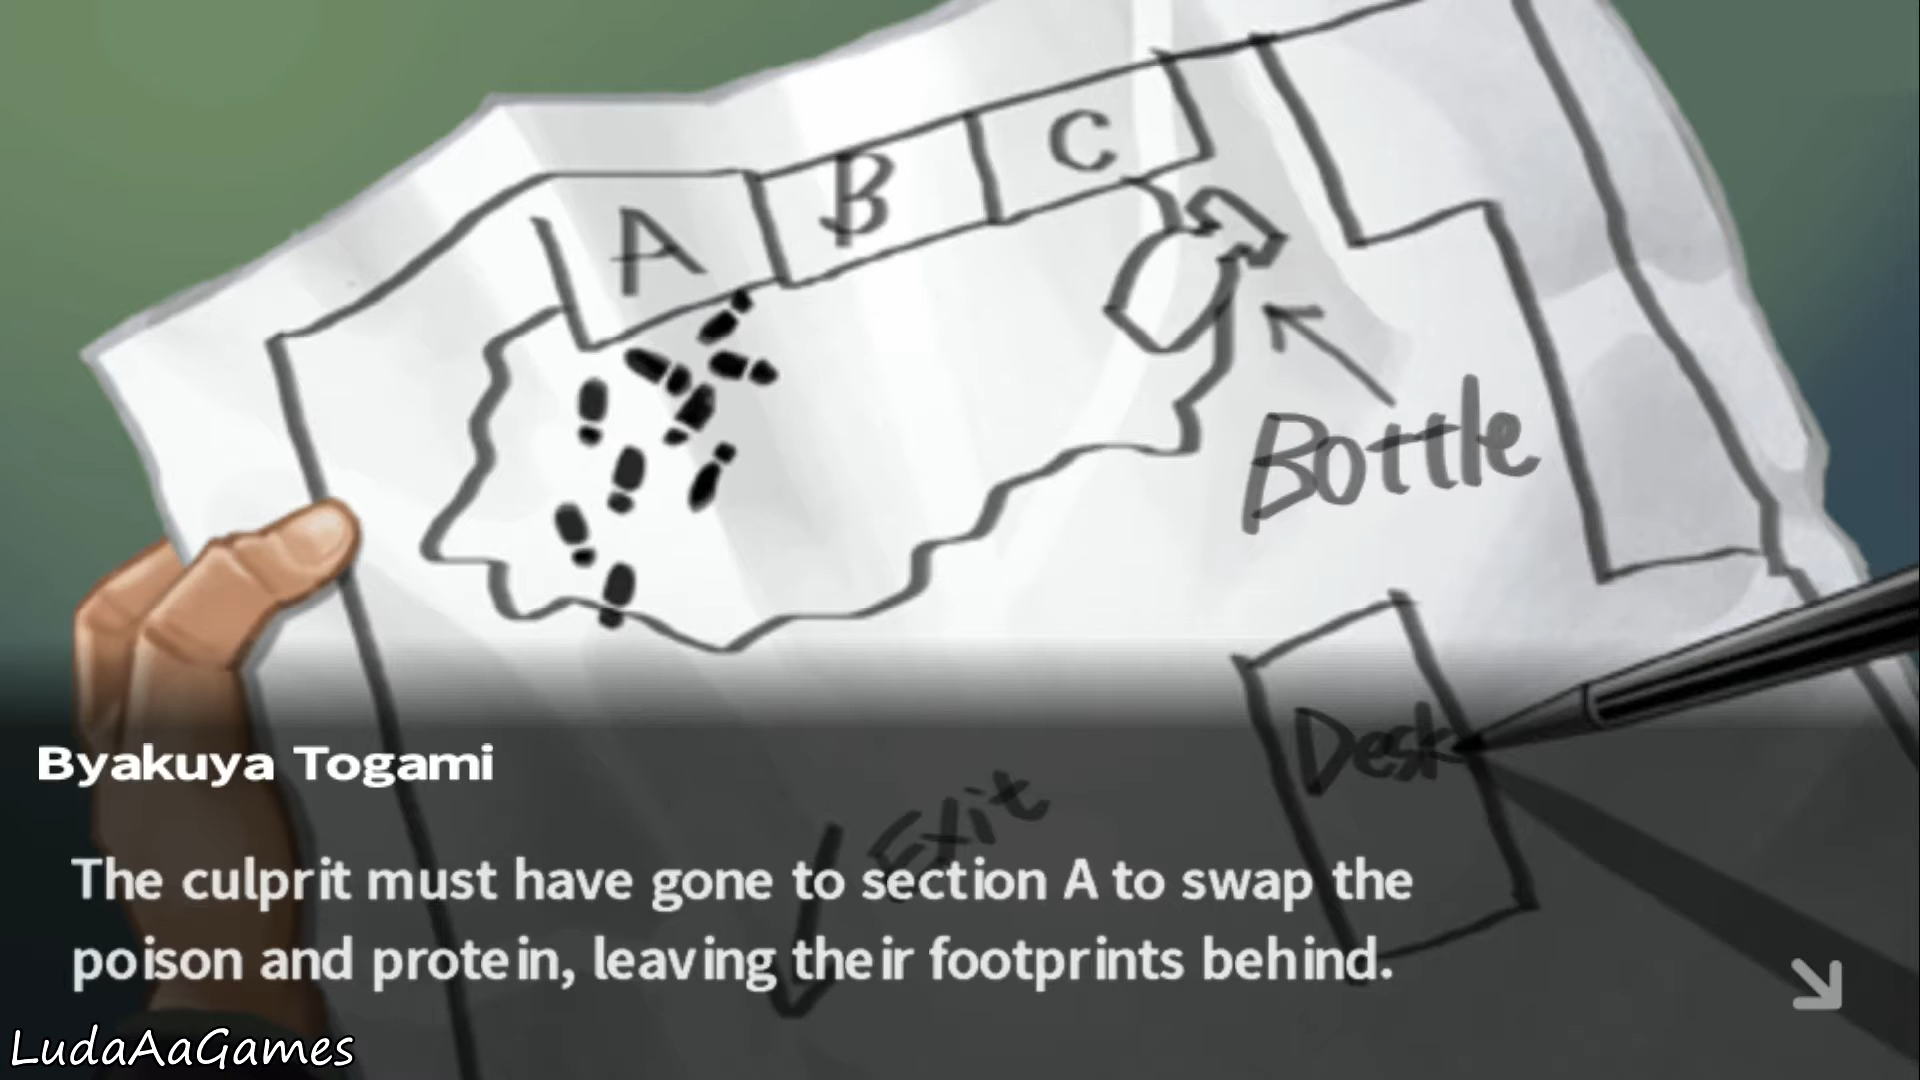 A
B
C
Bottle
Desk
Exit
Byakuya Togami
The culprit must have gone to section A to swap the
poison and protein, leaving their footprints behind.
LudaAaGames